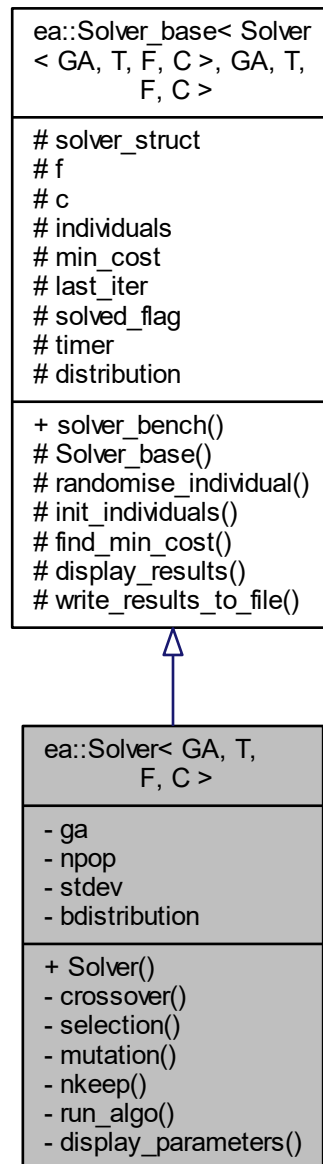 ea::Solver_base< Solver
< GA, T, F, C >, GA, T,
F, C >
# solver_struct
# f
# c
# individuals
# min_cost
# last_iter
# solved_flag
# timer
# distribution
+ solver_bench()
# Solver_base()
# randomise_individual()
# init_individuals()
# find_min_cost()
# display_results()
# write_results_to_file()
ea::Solver< GA, T,
F, C >
- ga
- npop
- stdev
- bdistribution
+ Solver()
- crossover()
- selection()
- mutation()
- nkeep()
- run_algo()
- display_parameters()